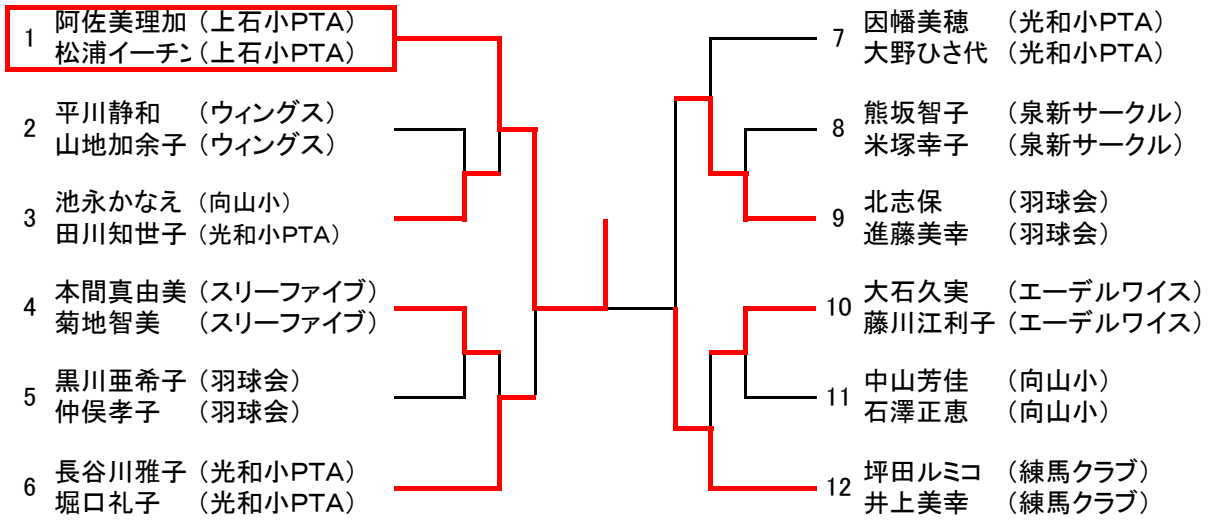 1 阿佐美理加 (上石小PTA)
松浦イーチン(上石小PTA)
2 平川静和 (ウィングス)
山地加余子 (ウィングス)
3 池永かなえ (向山小)
田川知世子 (光和小PTA)
4 本間真由美 (スリーファイブ)
菊地智美 (スリーファイブ)
5 黒川亜希子 (羽球会)
仲俣孝子 (羽球会)
6 長谷川雅子 (光和小PTA)
堀口礼子 (光和小PTA)
7 因幡美穂 (光和小PTA)
大野ひさ代 (光和小PTA)
8 熊坂智子 (泉新サークル)
米塚幸子 (泉新サークル)
9 北志保 (羽球会)
進藤美幸 (羽球会)
10 大石久実 (エーデルワイス)
藤川江利子 (エーデルワイス)
11 中山芳佳 (向山小)
石澤正恵 (向山小)
12 坪田ルミコ (練馬クラブ)
井上美幸 (練馬クラブ)